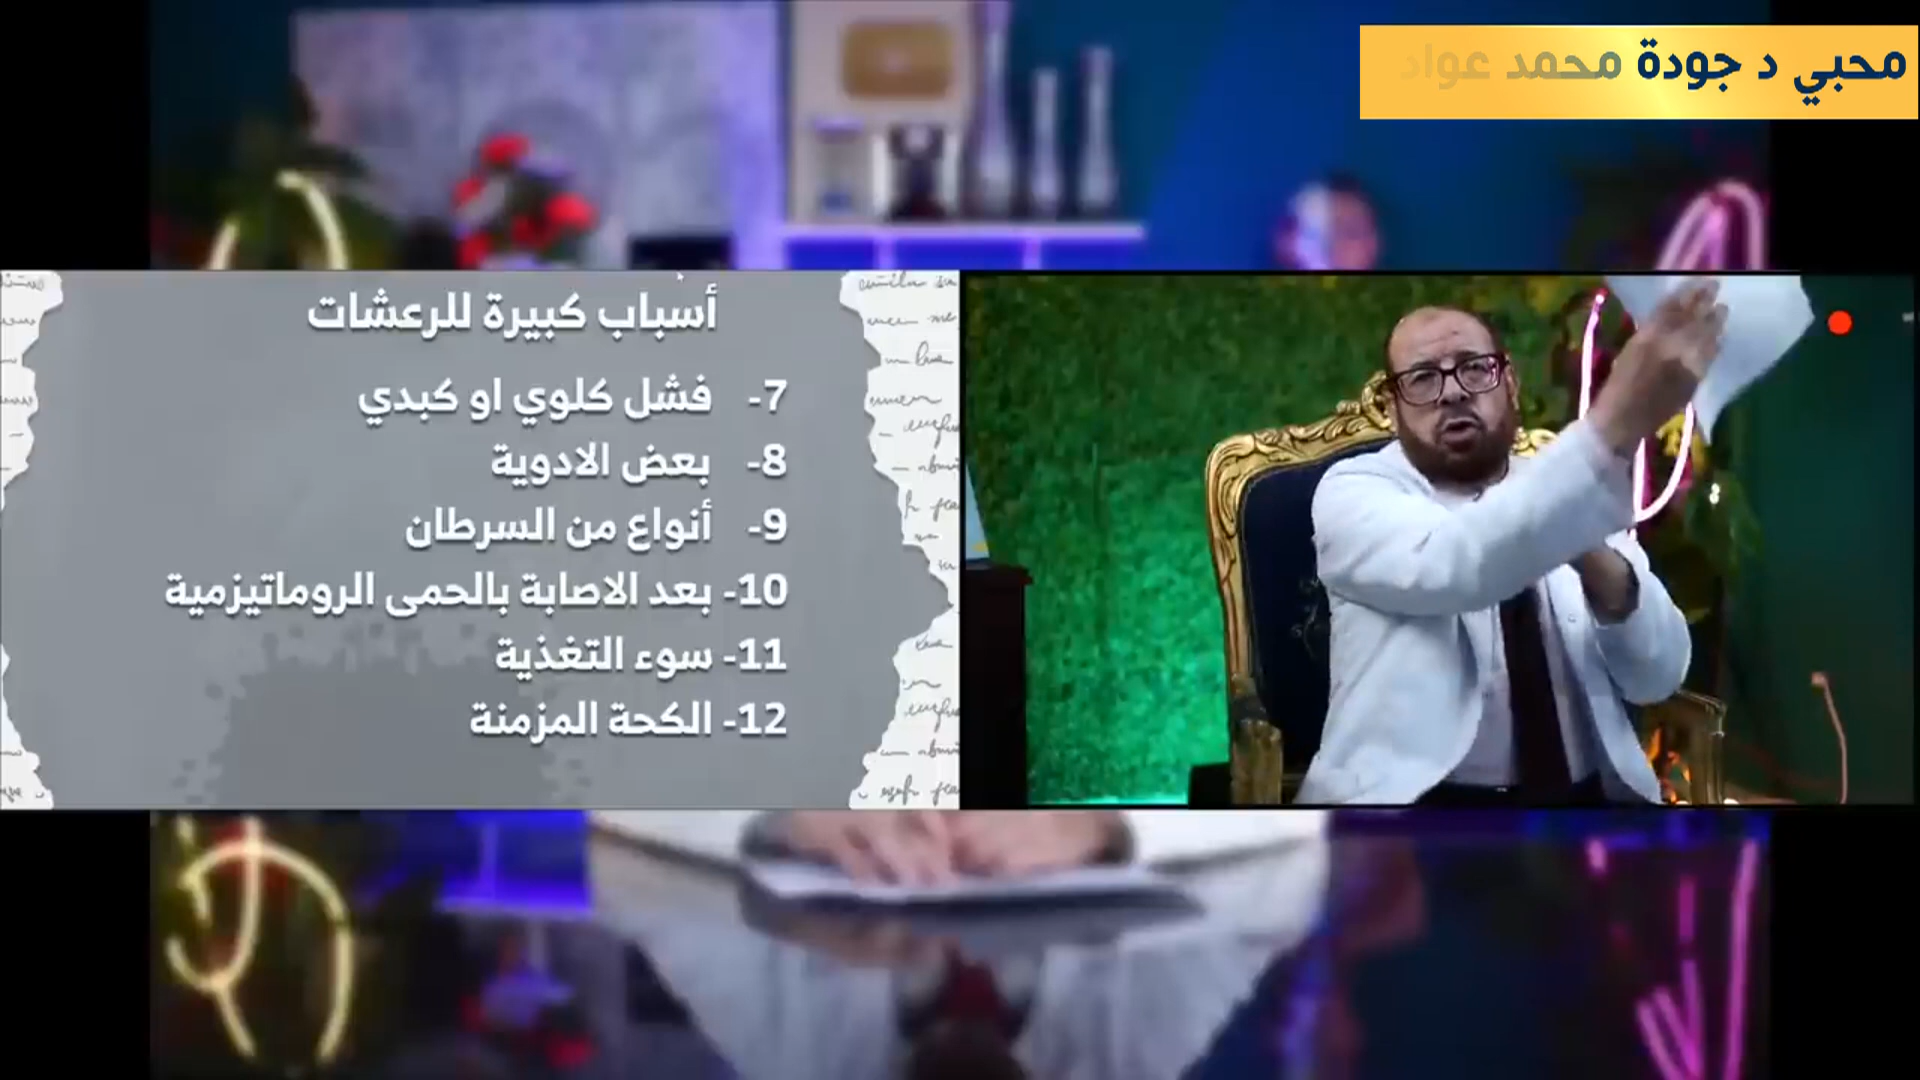 محبي د جودة محمد عواد
أسباب كبيرة للرعشات
7- فشل كلوي او كبدي
8- بعض الادوية
9- أنواع من السرطان
10- بعد الاصابة بالحمى الروماتيزمية
11- سوء التغذية
12- الكحة المزمنة